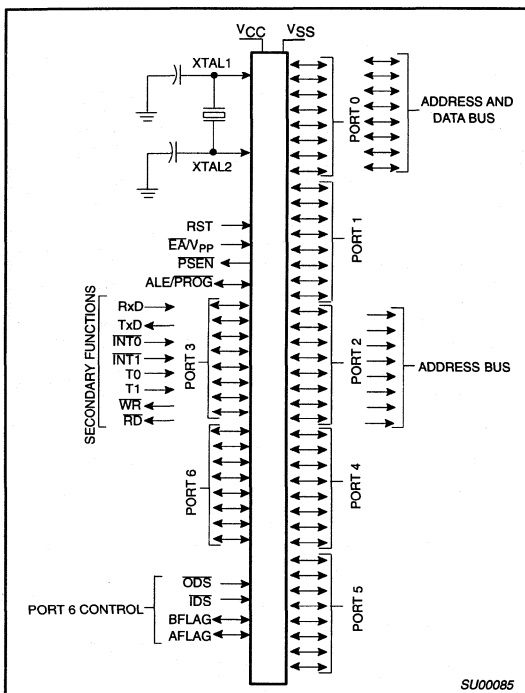 VCC VSS
XTAL1
XTAL2
PORT 0
ADDRESS AND
DATA BUS
PORT 1
RST
EA/VPP
PSEN
ALE/PROG
SECONDARY FUNCTIONS
RxD
TxD
INT0
INT1
T0
T1
WR
RD
PORT 3
PORT 2
ADDRESS BUS
PORT 6
PORT 4
PORT 6 CONTROL
ODS
IDS
BFLAG
AFLAG
PORT 5
SU00085